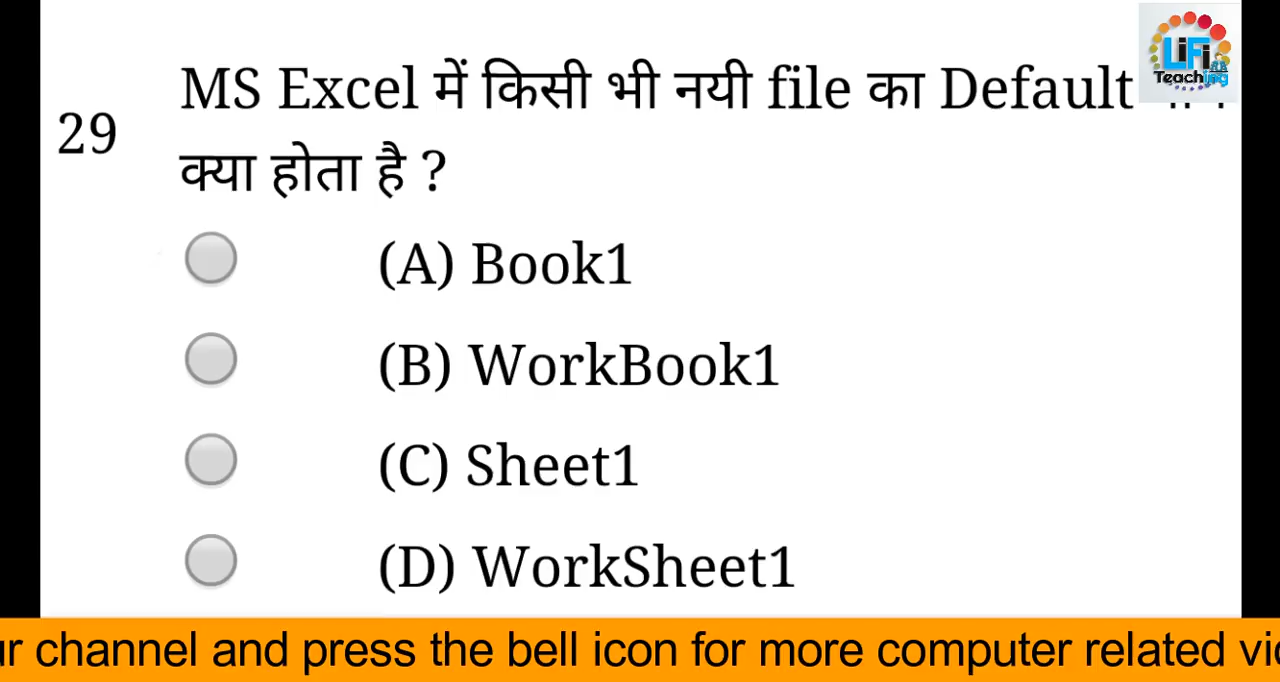 LiFi
Teaching
29
MS Excel में किसी भी नयी file का Default
क्या होता है ?
(A) Book1
(B) WorkBook1
(C) Sheet1
(D) WorkSheet1
channel and press the bell icon for more computer related